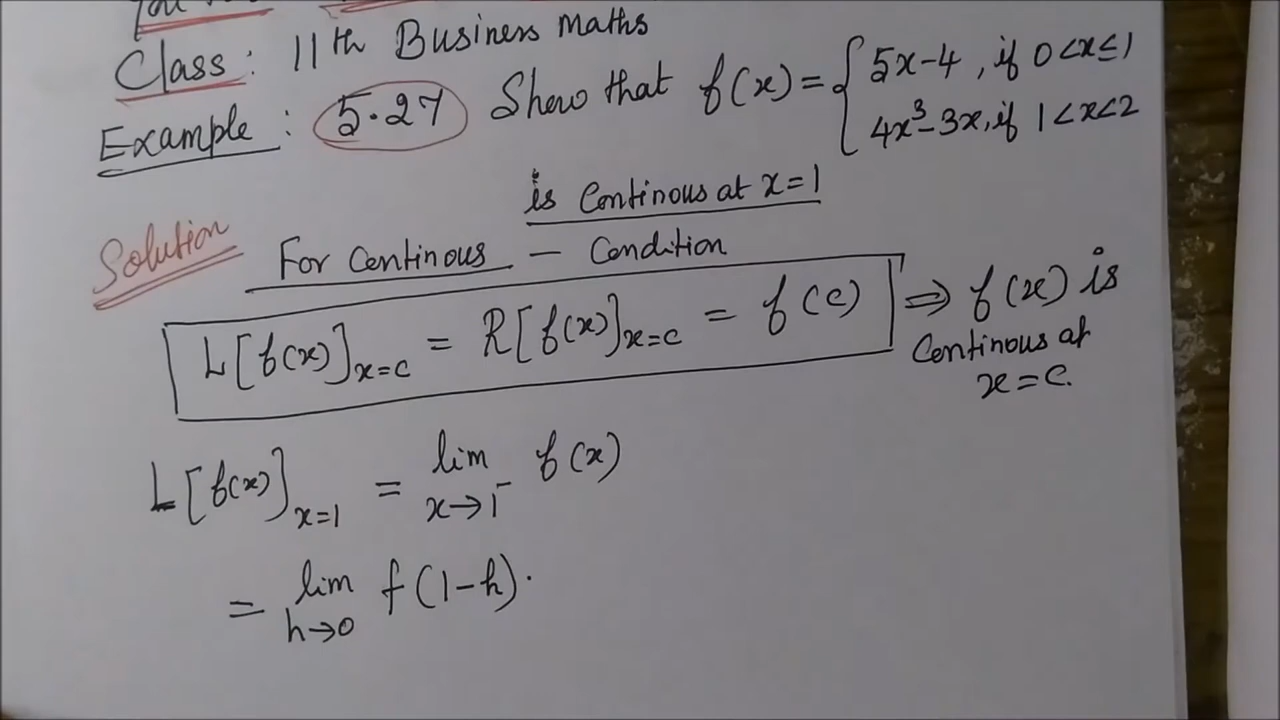 Class: 11th Business Maths
Example: 5.27 Show that f(x) = { 5x-4, if 0<x≤1
4x³-3x, if 1<x<2
is Continous at x=1
Solution
For Continous - Condition
L[f(x)]x=c = R[f(x)]x=c = f(c) ⇒ f(x) is
Continous at
x=c.
L[f(x)]x=1 = lim x→1⁻ f(x)
= lim h→0 f(1-h).